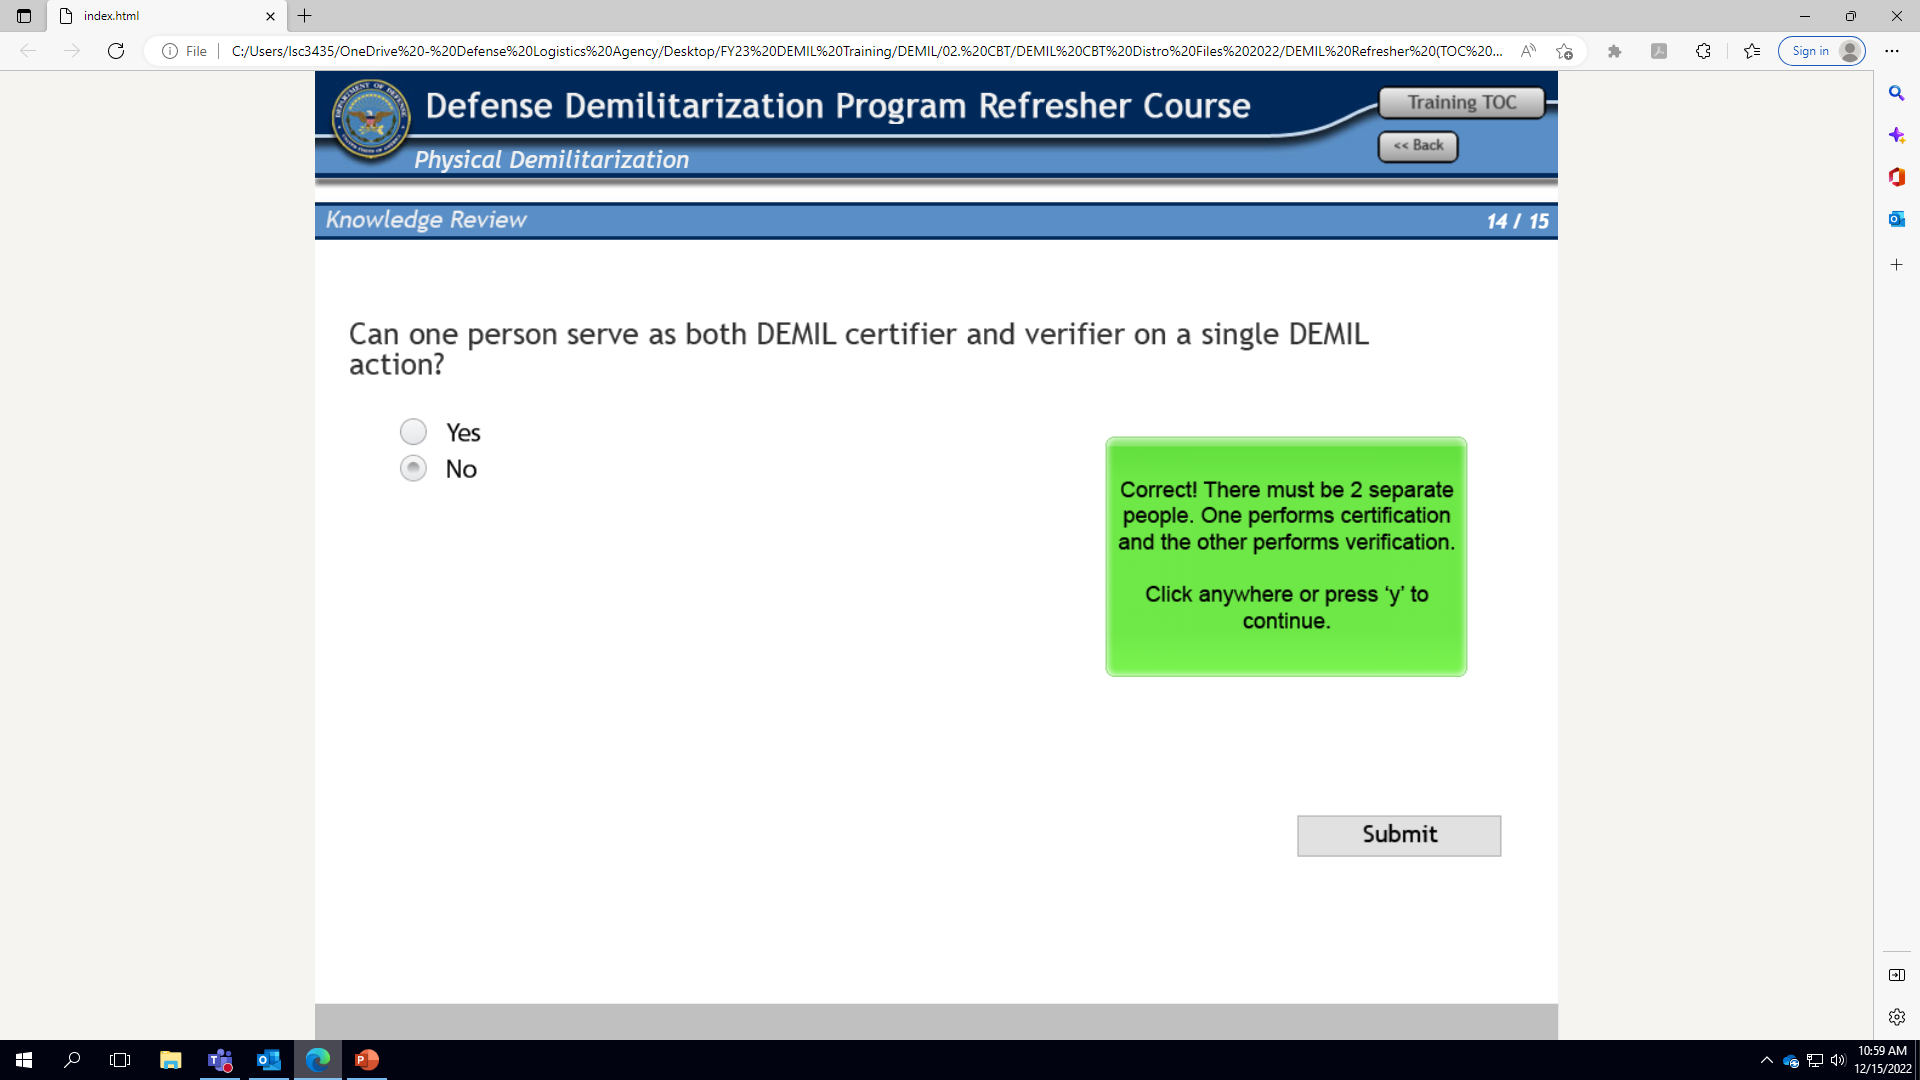 index.html
File
C:/Users/lsc3435/OneDrive%20-%20Defense%20Logistics%20Agency/Desktop/FY23%20DEMIL%20Training/DEMIL/02.%20CBT/DEMIL%20CBT%20Distro%20Files%202022/DEMIL%20Refresher%20(TOC%20...
Sign in
Defense Demilitarization Program Refresher Course
Training TOC
<< Back
Physical Demilitarization
Knowledge Review
14 / 15
Can one person serve as both DEMIL certifier and verifier on a single DEMIL
action?
Yes
No
Correct! There must be 2 separate
people. One performs certification
and the other performs verification.
Click anywhere or press ‘y’ to
continue.
Submit
10:59 AM
12/15/2022